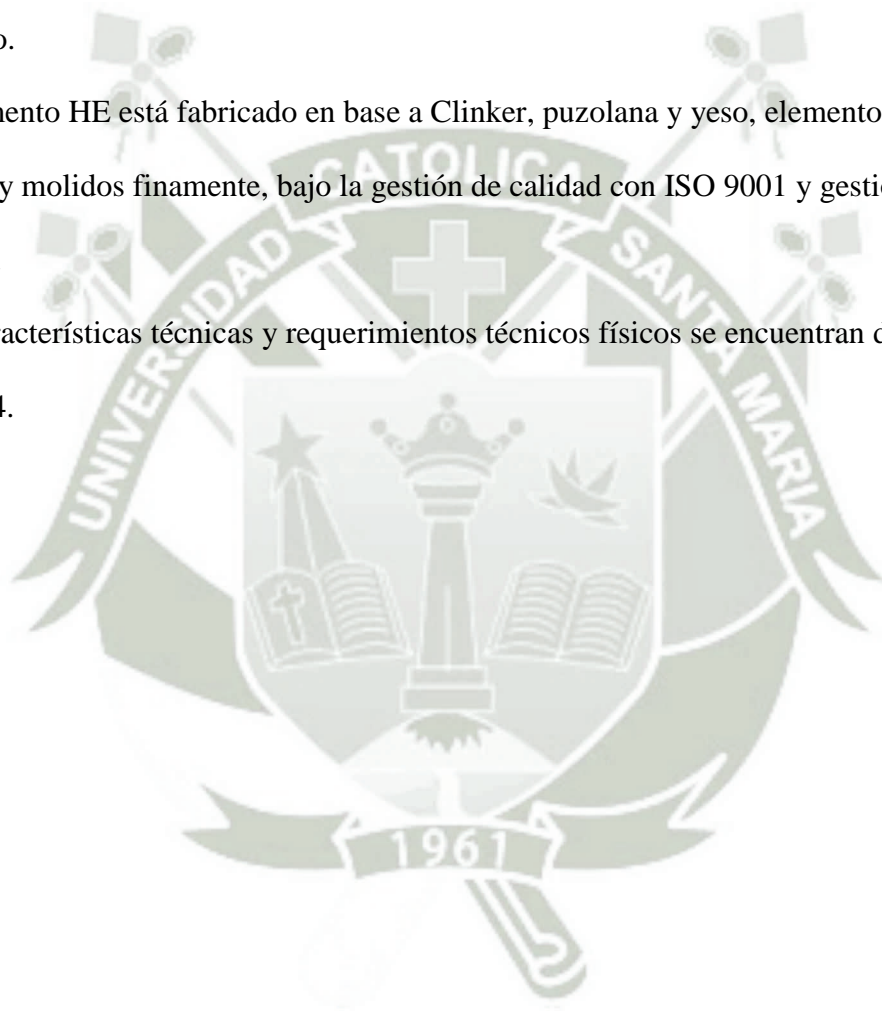 o.
mento HE está fabricado en base a Clinker, puzolana y yeso, elemento
y molidos finamente, bajo la gestión de calidad con ISO 9001 y gesti
racterísticas técnicas y requerimientos técnicos físicos se encuentran
4.
UNIVERSIDAD CATOLICA SANTA MARIA
1961